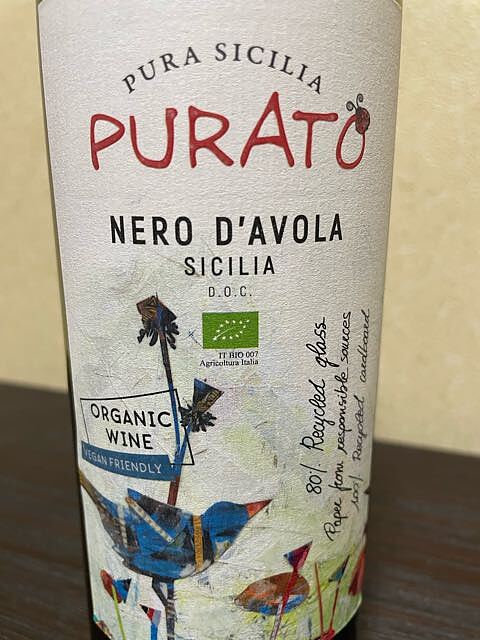 PURA SICILIA
PURATO
NERO D'AVOLA
SICILIA
D.O.C.
IT BIO 007
Agricoltura Italia
ORGANIC
WINE
VEGAN FRIENDLY
80% Recycled glass
Paper from responsible sources
100% Recycled cardboard